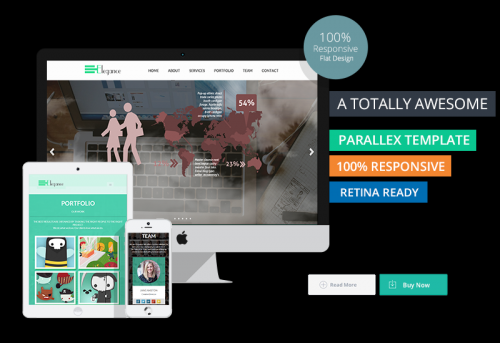 100%
Responsive
Flat Design
Elegance
HOME ABOUT SERVICES PORTFOLIO TEAM CONTACT
54%
23%
A TOTALLY AWESOME
PARALLEX TEMPLATE
100% RESPONSIVE
RETINA READY
Elegance
PORTFOLIO
TEAM
Read More
Buy Now